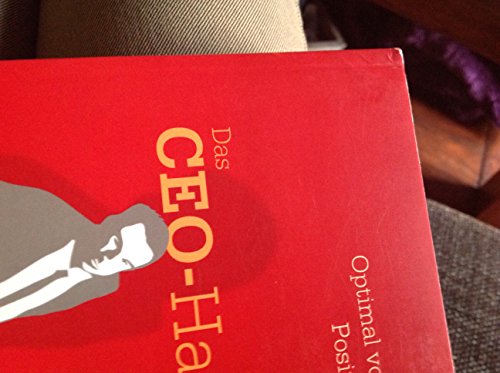 Optimal vo
Posi
Das
CEO-Ha